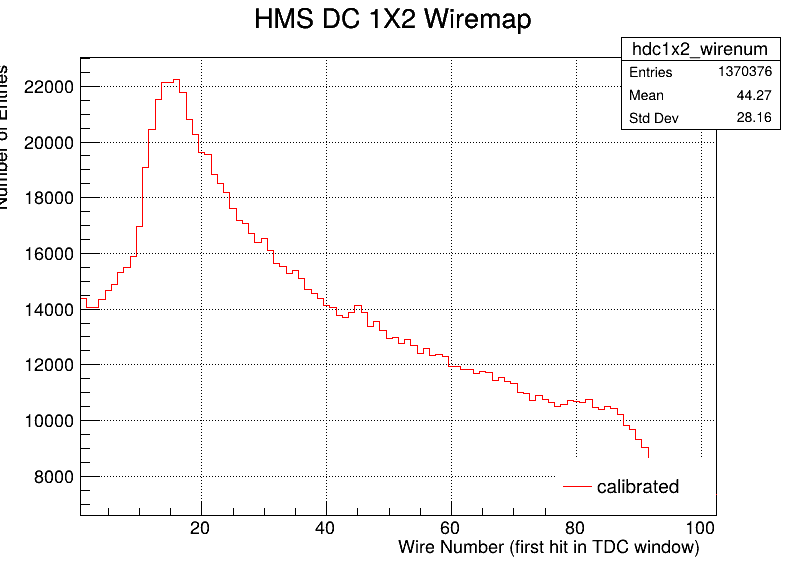 HMS DC 1X2 Wiremap
hdc1x2_wirenum
Entries 1370376
Mean 44.27
Std Dev 28.16
Number of Entries
22000
20000
18000
16000
14000
12000
10000
8000
calibrated
20 40 60 80 100
Wire Number (first hit in TDC window)